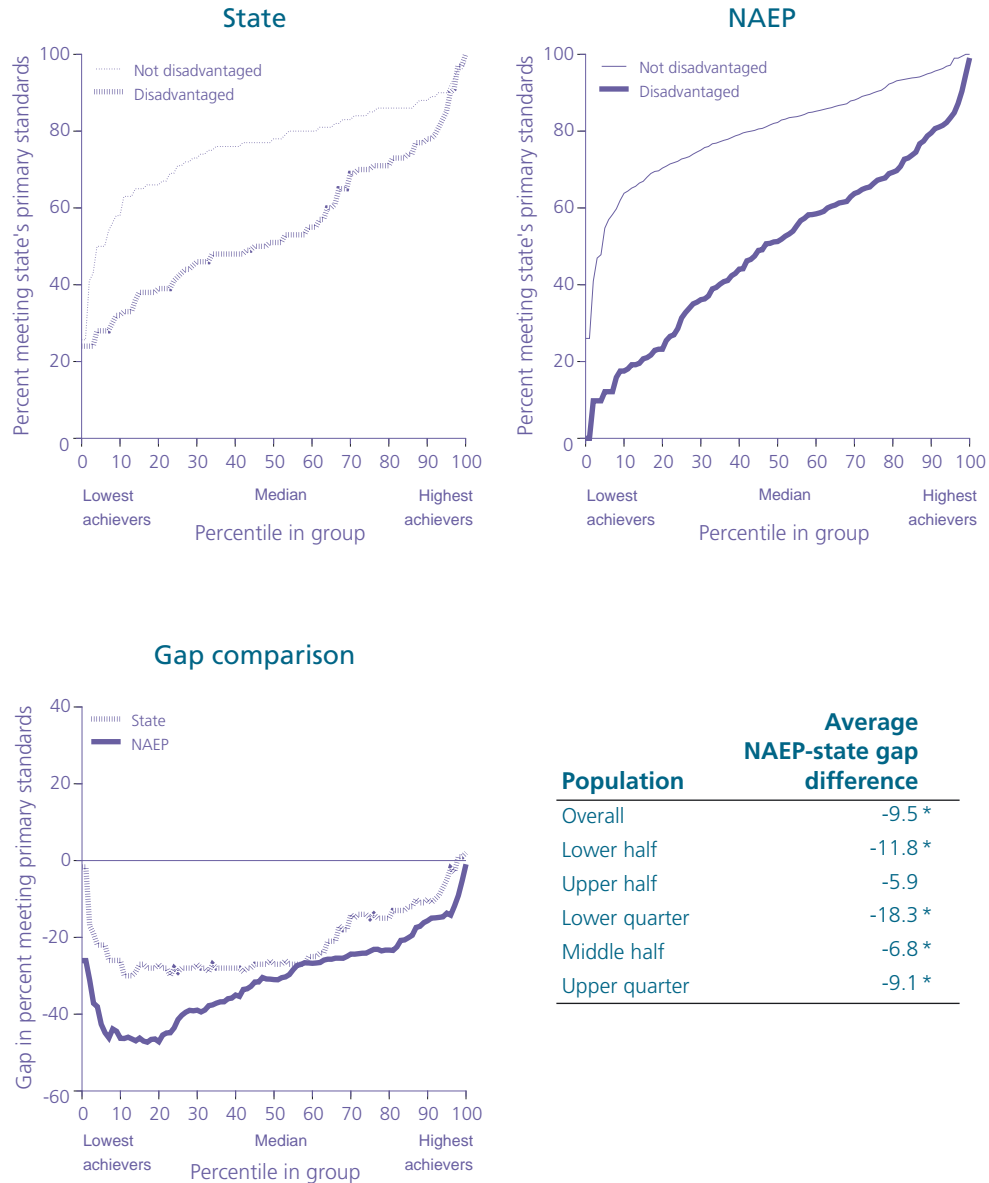 State
Percent meeting state's primary standards
Not disadvantaged
Disadvantaged
100
80
60
40
20
0
0 10 20 30 40 50 60 70 80 90 100
Lowest achievers
Median
Highest achievers
Percentile in group
NAEP
Percent meeting state's primary standards
Not disadvantaged
Disadvantaged
100
80
60
40
20
0
0 10 20 30 40 50 60 70 80 90 100
Lowest achievers
Median
Highest achievers
Percentile in group
Gap comparison
Gap in percent meeting primary standards
State
NAEP
40
20
0
-20
-40
-60
0 10 20 30 40 50 60 70 80 90 100
Lowest achievers
Median
Highest achievers
Percentile in group
Population Average NAEP-state gap difference
Overall -9.5 *
Lower half -11.8 *
Upper half -5.9
Lower quarter -18.3 *
Middle half -6.8 *
Upper quarter -9.1 *